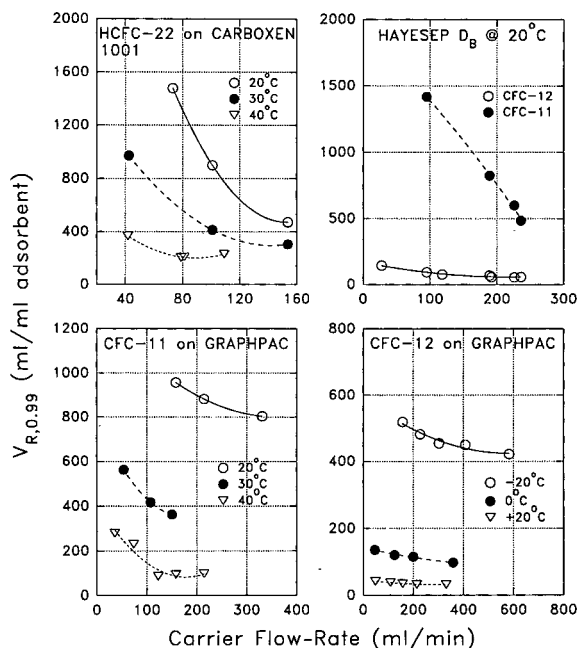 HCFC-22 on CARBOXEN
1001
20°C
30°C
40°C
2000
1600
1200
800
400
0
40 80 120 160
HAYESEP D_B @ 20°C
CFC-12
CFC-11
2000
1500
1000
500
0
0 100 200 300
V_R,0.99 (ml/ml adsorbent)
CFC-11 on GRAPHPAC
20°C
30°C
40°C
1200
1000
800
600
400
200
0
0 100 200 300 400
CFC-12 on GRAPHPAC
-20°C
0°C
+20°C
800
600
400
200
0
0 200 400 600 800
Carrier Flow-Rate (ml/min)